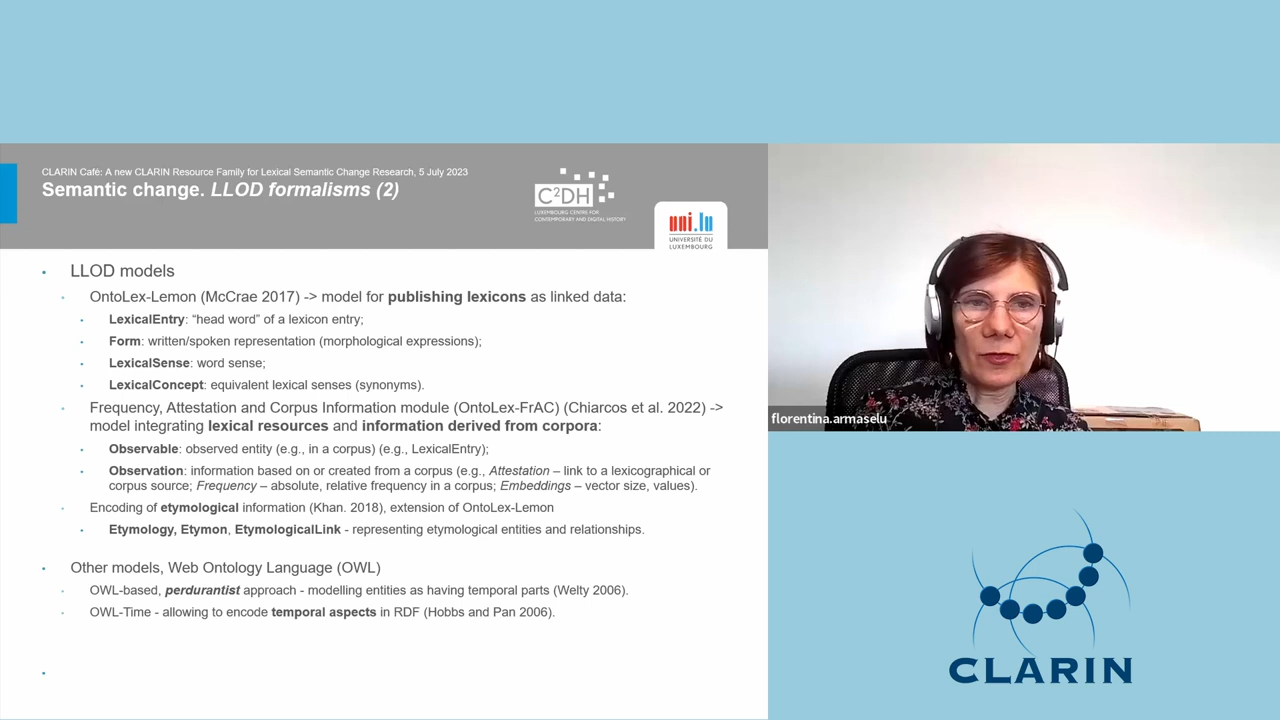 CLARIN Café: A new CLARIN Resource Family for Lexical Semantic Change Research, 5 July 2023
Semantic change. LLOD formalisms (2)
C²DH
LUXEMBOURG CENTRE FOR
CONTEMPORARY AND DIGITAL HISTORY
uni.lu
UNIVERSITÉ DU
LUXEMBOURG
• LLOD models
• OntoLex-Lemon (McCrae 2017) -> model for publishing lexicons as linked data:
• LexicalEntry: “head word” of a lexicon entry;
• Form: written/spoken representation (morphological expressions);
• LexicalSense: word sense;
• LexicalConcept: equivalent lexical senses (synonyms).
• Frequency, Attestation and Corpus Information module (OntoLex-FrAC) (Chiarcos et al. 2022) ->
model integrating lexical resources and information derived from corpora:
• Observable: observed entity (e.g., in a corpus) (e.g., LexicalEntry);
• Observation: information based on or created from a corpus (e.g., Attestation – link to a lexicographical or
corpus source; Frequency – absolute, relative frequency in a corpus; Embeddings – vector size, values).
• Encoding of etymological information (Khan. 2018), extension of OntoLex-Lemon
• Etymology, Etymon, EtymologicalLink - representing etymological entities and relationships.
• Other models, Web Ontology Language (OWL)
• OWL-based, perdurantist approach - modelling entities as having temporal parts (Welty 2006).
• OWL-Time - allowing to encode temporal aspects in RDF (Hobbs and Pan 2006).
florentina.armaselu
CLARIN